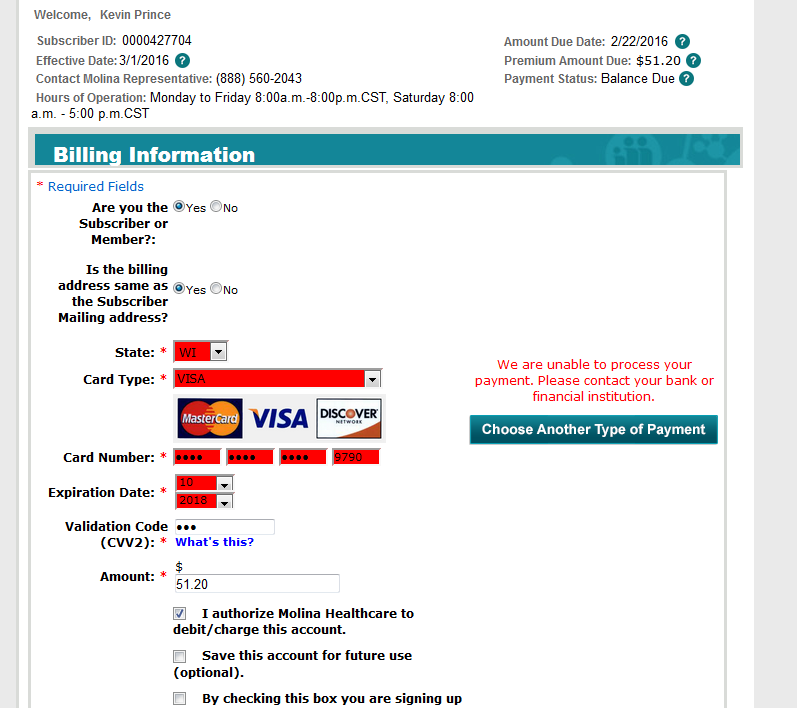 Welcome, Kevin Prince
Subscriber ID: 0000427704
Effective Date: 3/1/2016 ?
Contact Molina Representative: (888) 560-2043
Hours of Operation: Monday to Friday 8:00a.m.-8:00p.m.CST, Saturday 8:00
a.m. - 5:00 p.m.CST
Amount Due Date: 2/22/2016 ?
Premium Amount Due: $51.20 ?
Payment Status: Balance Due ?
Billing Information
* Required Fields
Are you the
Subscriber or
Member?:
Yes No
Is the billing
address same as
the Subscriber
Mailing address?
Yes No
State: * WI
Card Type: * VISA
MasterCard VISA DISCOVER
NETWORK
Card Number: * •••• •••• •••• 9790
Expiration Date: * 10
2018
Validation Code
(CVV2): *
•••
What's this?
Amount: *
$
51.20
I authorize Molina Healthcare to
debit/charge this account.
Save this account for future use
(optional).
By checking this box you are signing up
We are unable to process your
payment. Please contact your bank or
financial institution.
Choose Another Type of Payment